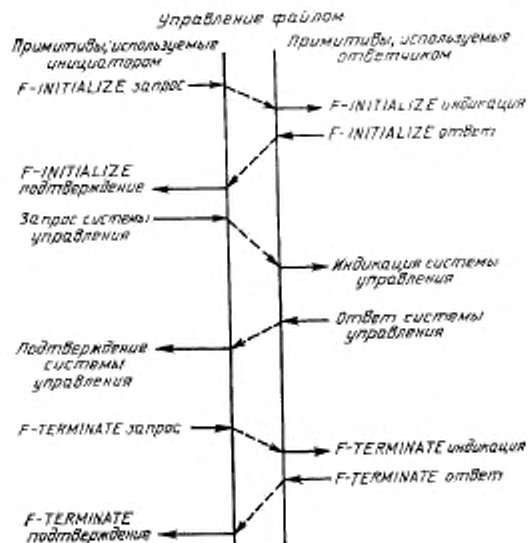 Управление файлом
Примитивы, используемые
инициатором
Примитивы, используемые
ответчиком
F-INITIALIZE запрос
F-INITIALIZE индикация
F-INITIALIZE ответ
F-INITIALIZE
подтверждение
Запрос системы
управления
Индикация системы
управления
Ответ системы
управления
Подтверждение
системы
управления
F-TERMINATE запрос
F-TERMINATE индикация
F-TERMINATE ответ
F-TERMINATE
подтверждение